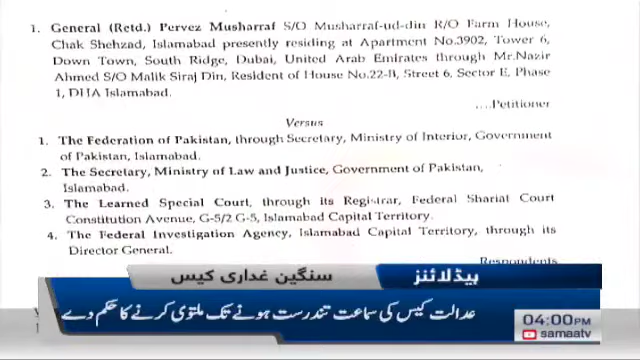 1. General (Retd.) Pervez Musharraf S/O Musharraf-ud-din R/O Farm House,
Chak Shehzad, Islamabad presently residing at Apartment No.3902, Tower 6,
Down Town, South Ridge, Dubai, United Arab Emirates through Mr.Nazir
Ahmed S/O Malik Siraj Din, Resident of House No.22-B, Street 6, Sector E, Phase
1, DHA Islamabad.
....Petitioner
Versus
1. The Federation of Pakistan, through Secretary, Ministry of Interior, Government
of Pakistan, Islamabad.
2. The Secretary, Ministry of Law and Justice, Government of Pakistan,
Islamabad.
3. The Learned Special Court, through its Registrar, Federal Shariat Court
Constitution Avenue, G-5/2 G-5, Islamabad Capital Territory.
4. The Federal Investigation Agency, Islamabad Capital Territory, through its
Director General.
Respondents
ہیڈلائنز
سنگین غداری کیس
عدالت کیس کی سماعت تندرست ہونے تک ملتوی کرنے کا حکم دے
04:00PM
samaatv